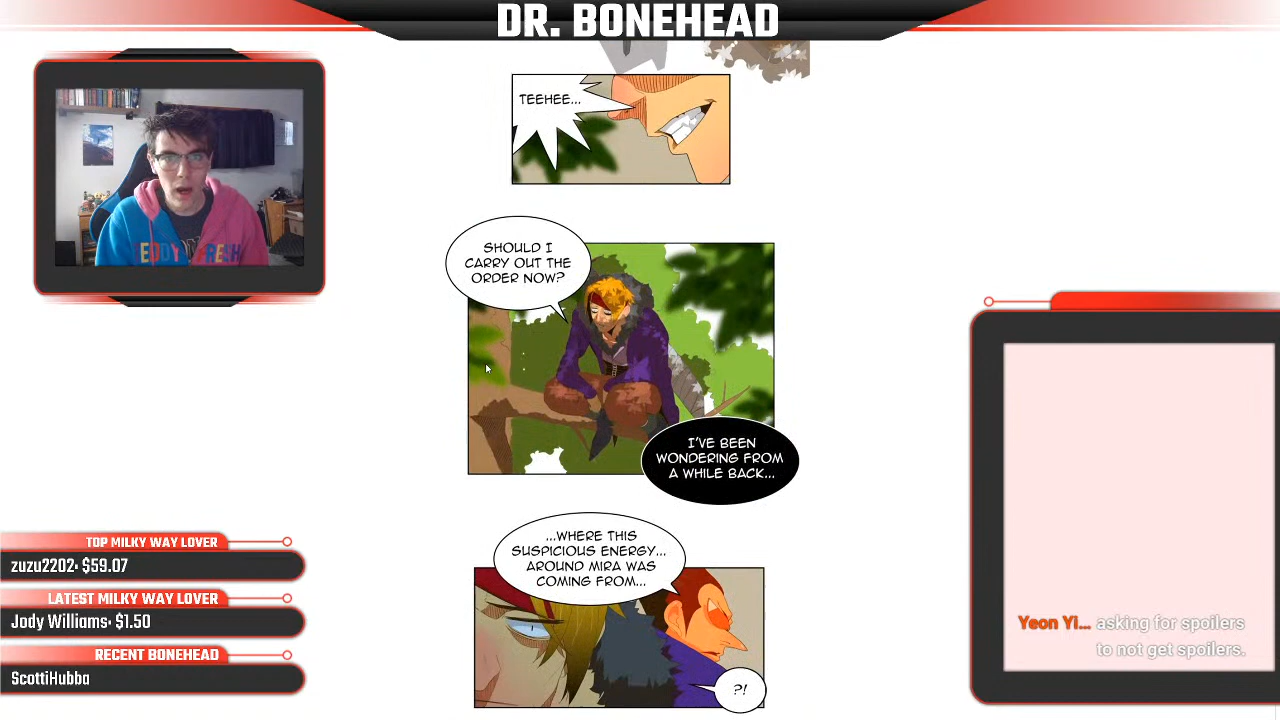 DR. BONEHEAD
TEEHEE...
SHOULD I
CARRY OUT THE
ORDER NOW?
I'VE BEEN
WONDERING FROM
A WHILE BACK...
...WHERE THIS
SUSPICIOUS ENERGY...
AROUND MIRA WAS
COMING FROM...
?!
TEDDY FRESH
TOP MILKY WAY LOVER
zuzu2202: $59.07
LATEST MILKY WAY LOVER
Jody Williams: $1.50
RECENT BONEHEAD
ScottiHubba
Yeon Yi... asking for spoilers
to not get spoilers.